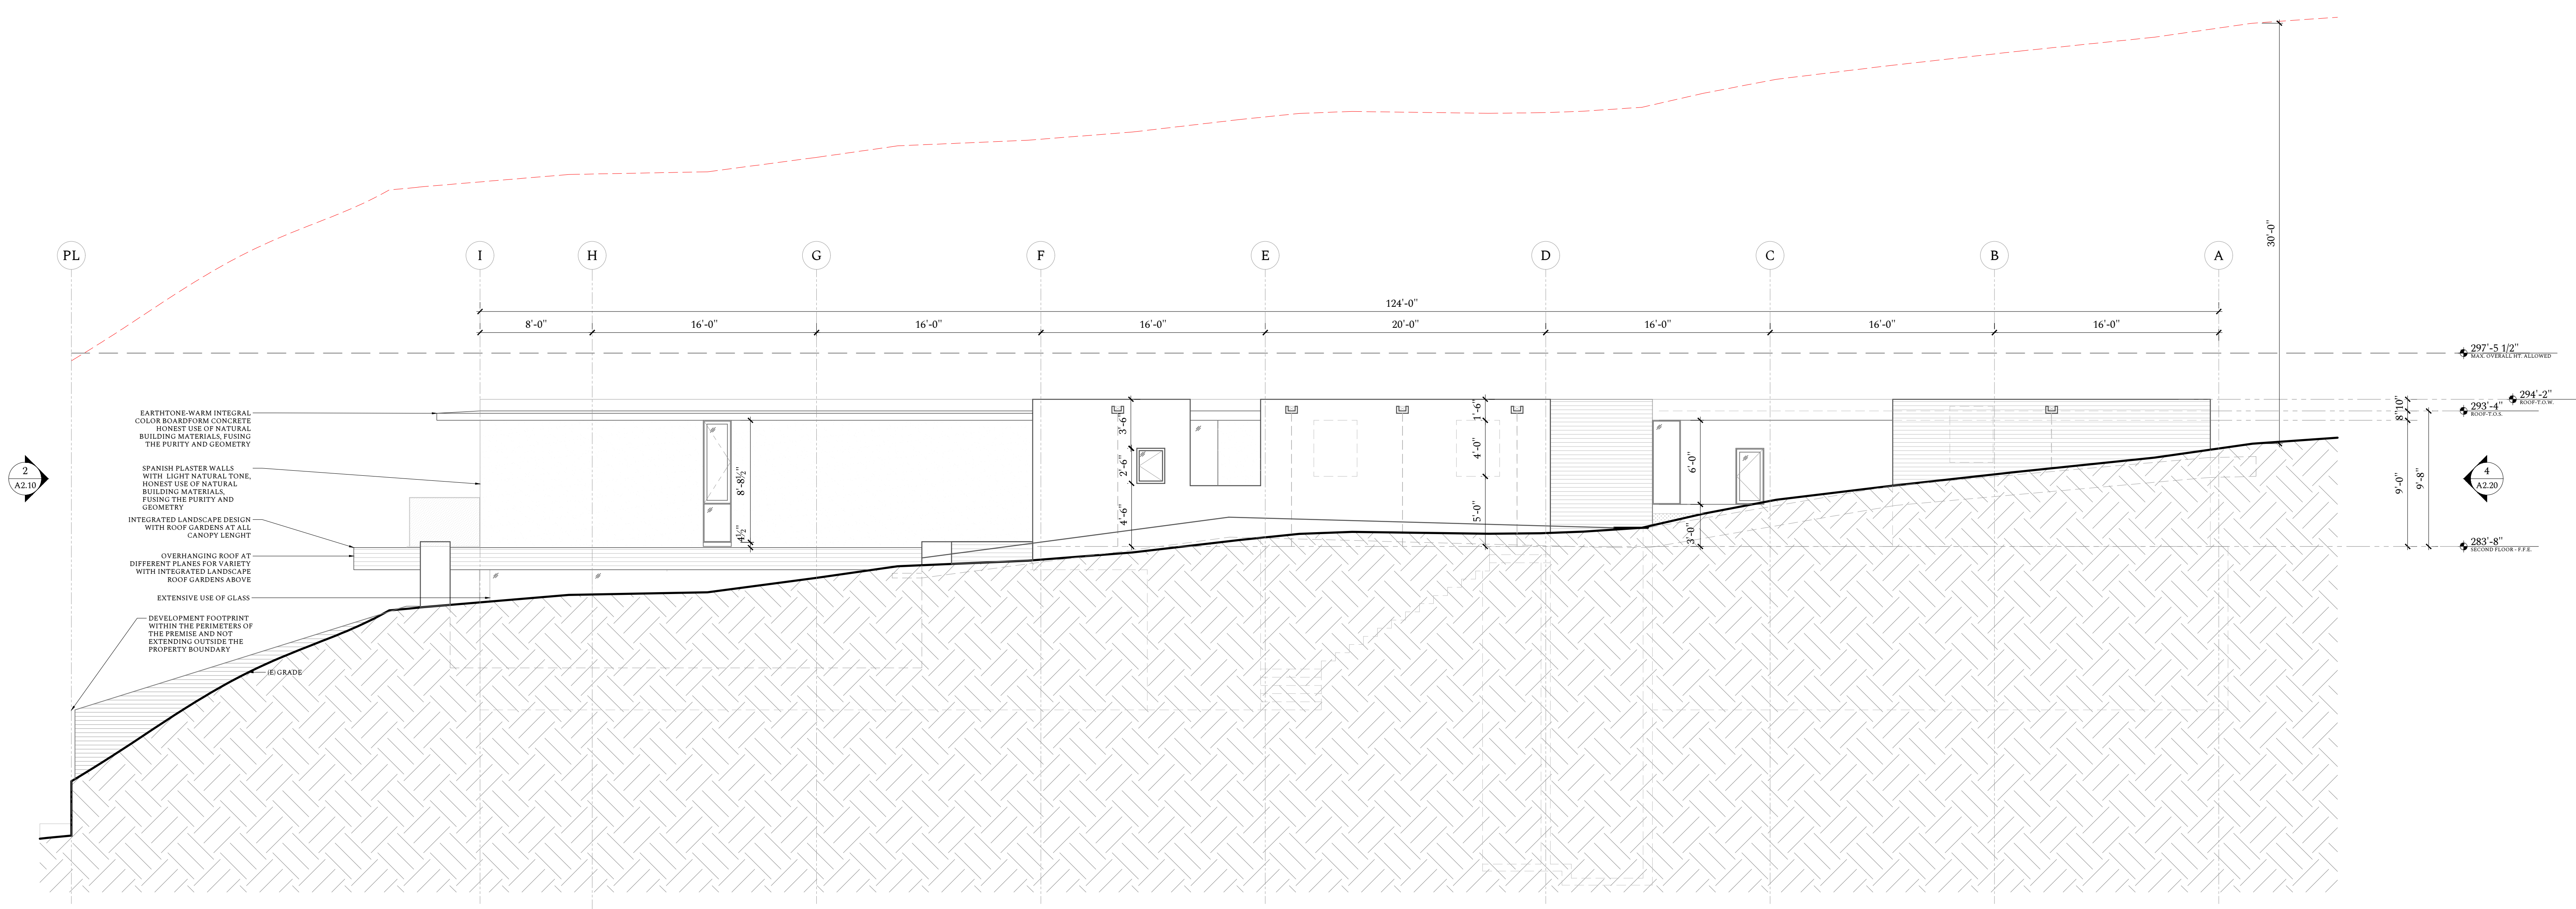 30'-0"
PL
I
H
G
F
E
D
C
B
A
124'-0"
8'-0"
16'-0"
16'-0"
16'-0"
20'-0"
16'-0"
16'-0"
16'-0"
297'-5 1/2"
MAX. OVERALL HT. ALLOWED
294'-2"
ROOF-T.O.W.
293'-4"
ROOF-T.O.S.
10"
8"
9'-0"
9'-8"
283'-8"
SECOND FLOOR - F.F.E.
2
A2.10
4
A2.20
EARTHTONE-WARM INTEGRAL
COLOR BOARDFORM CONCRETE
HONEST USE OF NATURAL
BUILDING MATERIALS, FUSING
THE PURITY AND GEOMETRY
SPANISH PLASTER WALLS
WITH LIGHT NATURAL TONE,
HONEST USE OF NATURAL
BUILDING MATERIALS,
FUSING THE PURITY AND
GEOMETRY
INTEGRATED LANDSCAPE DESIGN
WITH ROOF GARDENS AT ALL
CANOPY LENGHT
OVERHANGING ROOF AT
DIFFERENT PLANES FOR VARIETY
WITH INTEGRATED LANDSCAPE
ROOF GARDENS ABOVE
EXTENSIVE USE OF GLASS
DEVELOPMENT FOOTPRINT
WITHIN THE PERIMETERS OF
THE PREMISE AND NOT
EXTENDING OUTSIDE THE
PROPERTY BOUNDARY
(E) GRADE
8'-8½"
4½"
3'-6"
2'-6"
4'-6"
1'-6"
4'-0"
5'-0"
6'-0"
3'-0"